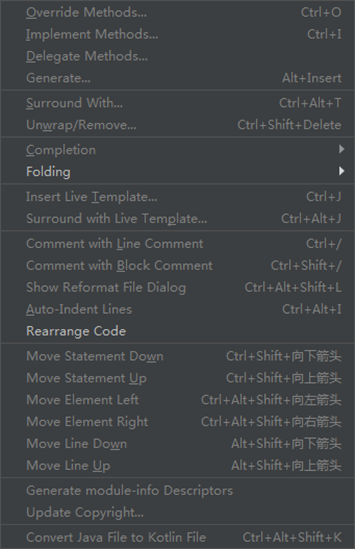 Override Methods... Ctrl+O
Implement Methods... Ctrl+I
Delegate Methods...
Generate... Alt+Insert
Surround With... Ctrl+Alt+T
Unwrap/Remove... Ctrl+Shift+Delete
Completion
Folding
Insert Live Template... Ctrl+J
Surround with Live Template... Ctrl+Alt+J
Comment with Line Comment Ctrl+/
Comment with Block Comment Ctrl+Shift+/
Show Reformat File Dialog Ctrl+Alt+Shift+L
Auto-Indent Lines Ctrl+Alt+I
Rearrange Code
Move Statement Down Ctrl+Shift+向下箭头
Move Statement Up Ctrl+Shift+向上箭头
Move Element Left Ctrl+Alt+Shift+向左箭头
Move Element Right Ctrl+Alt+Shift+向右箭头
Move Line Down Alt+Shift+向下箭头
Move Line Up Alt+Shift+向上箭头
Generate module-info Descriptors
Update Copyright...
Convert Java File to Kotlin File Ctrl+Alt+Shift+K